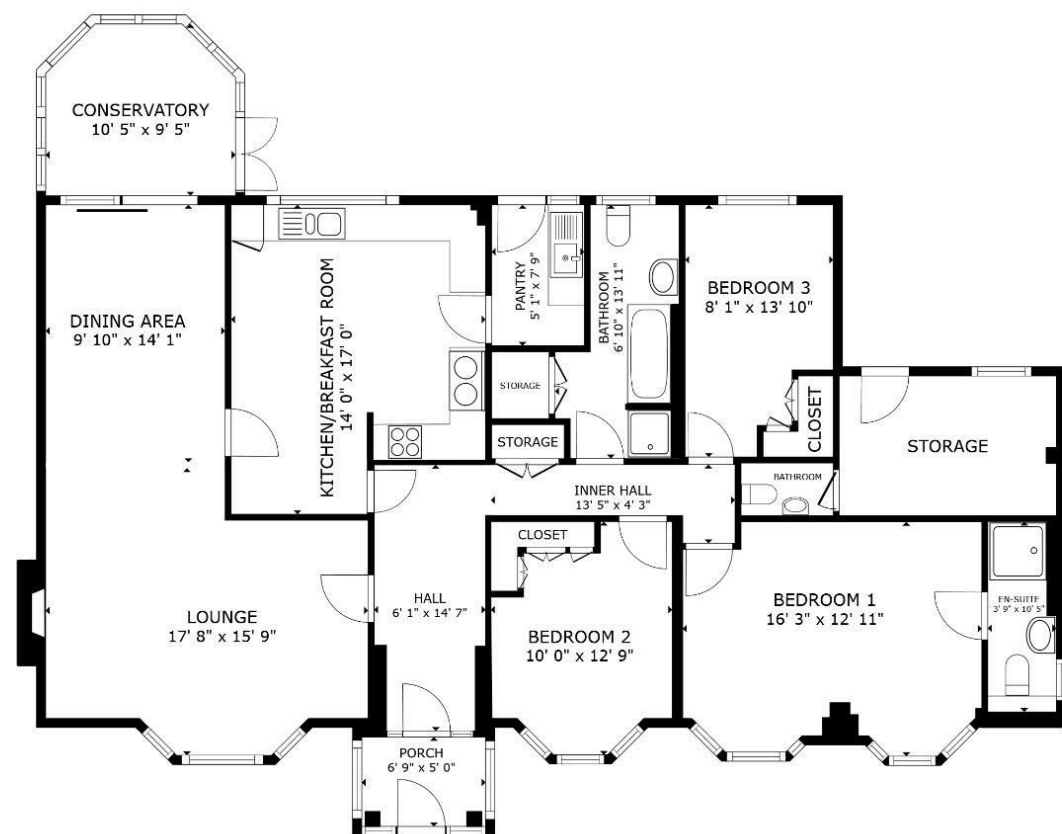 CONSERVATORY
10' 5" x 9' 5"
DINING AREA
9' 10" x 14' 1"
KITCHEN/BREAKFAST ROOM
14' 0" x 17' 0"
PANTRY
5' 1" x 7' 9"
BATHROOM
6' 10" x 13' 11"
BEDROOM 3
8' 1" x 13' 10"
STORAGE
STORAGE
CLOSET
STORAGE
BATHROOM
INNER HALL
13' 5" x 4' 3"
CLOSET
HALL
6' 1" x 14' 7"
LOUNGE
17' 8" x 15' 9"
BEDROOM 2
10' 0" x 12' 9"
BEDROOM 1
16' 3" x 12' 11"
EN-SUITE
3' 9" x 10' 5"
PORCH
6' 9" x 5' 0"